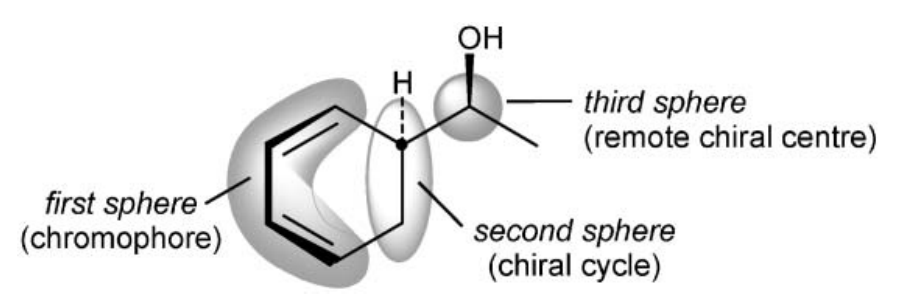 OH
H
third sphere
(remote chiral centre)
first sphere
(chromophore)
second sphere
(chiral cycle)